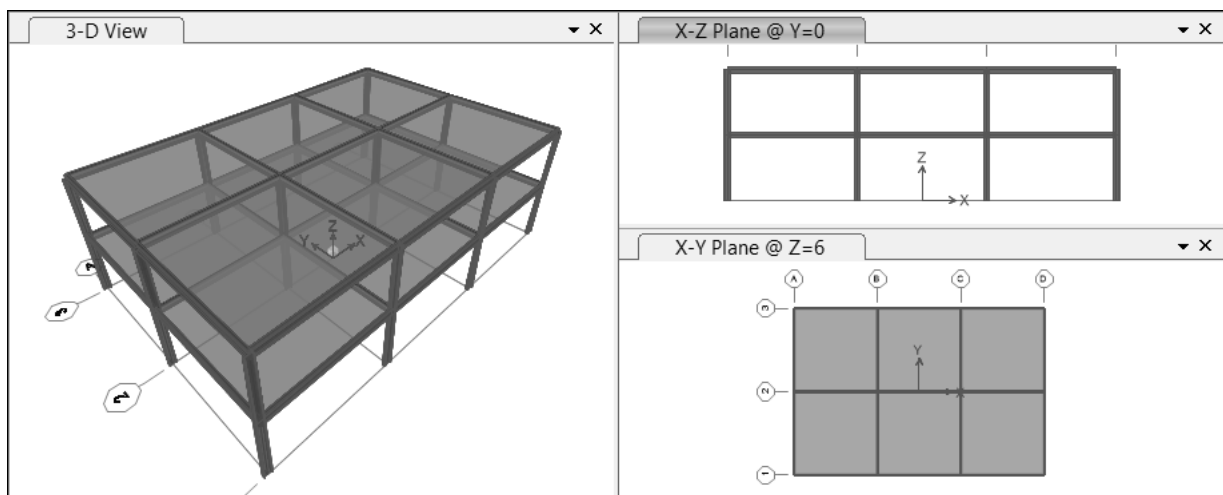 3-D View
X-Z Plane @ Y=0
Z
X
Z
Y
X
X-Y Plane @ Z=6
A
B
C
D
3
Y
2
X
1